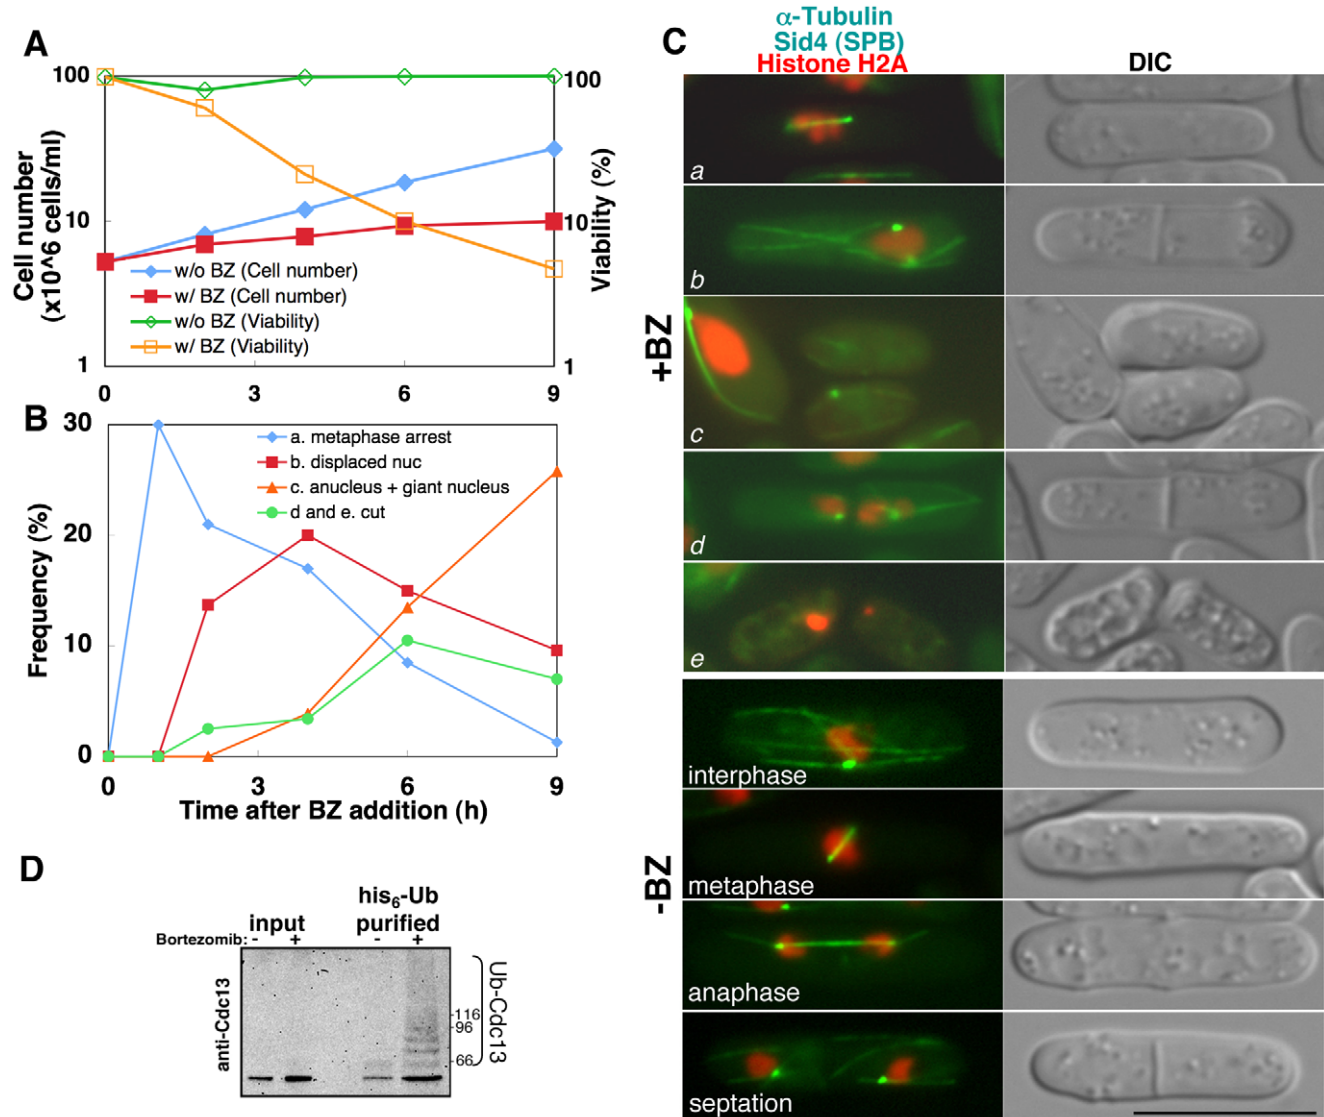 A
100
10
1
Cell number
(x10^6 cells/ml)
100
10
1
Viability (%)
w/o BZ (Cell number)
w/ BZ (Cell number)
w/o BZ (Viability)
w/ BZ (Viability)
0
3
6
9
B
30
20
10
0
Frequency (%)
a. metaphase arrest
b. displaced nuc
c. anucleus + giant nucleus
d and e. cut
0
3
6
9
Time after BZ addition (h)
C
α-Tubulin
Sid4 (SPB)
Histone H2A
DIC
+BZ
a
b
c
d
e
-BZ
interphase
metaphase
anaphase
septation
D
input
his6-Ub
purified
Bortezomib: - + - +
anti-Cdc13
116
96
66
Ub-Cdc13